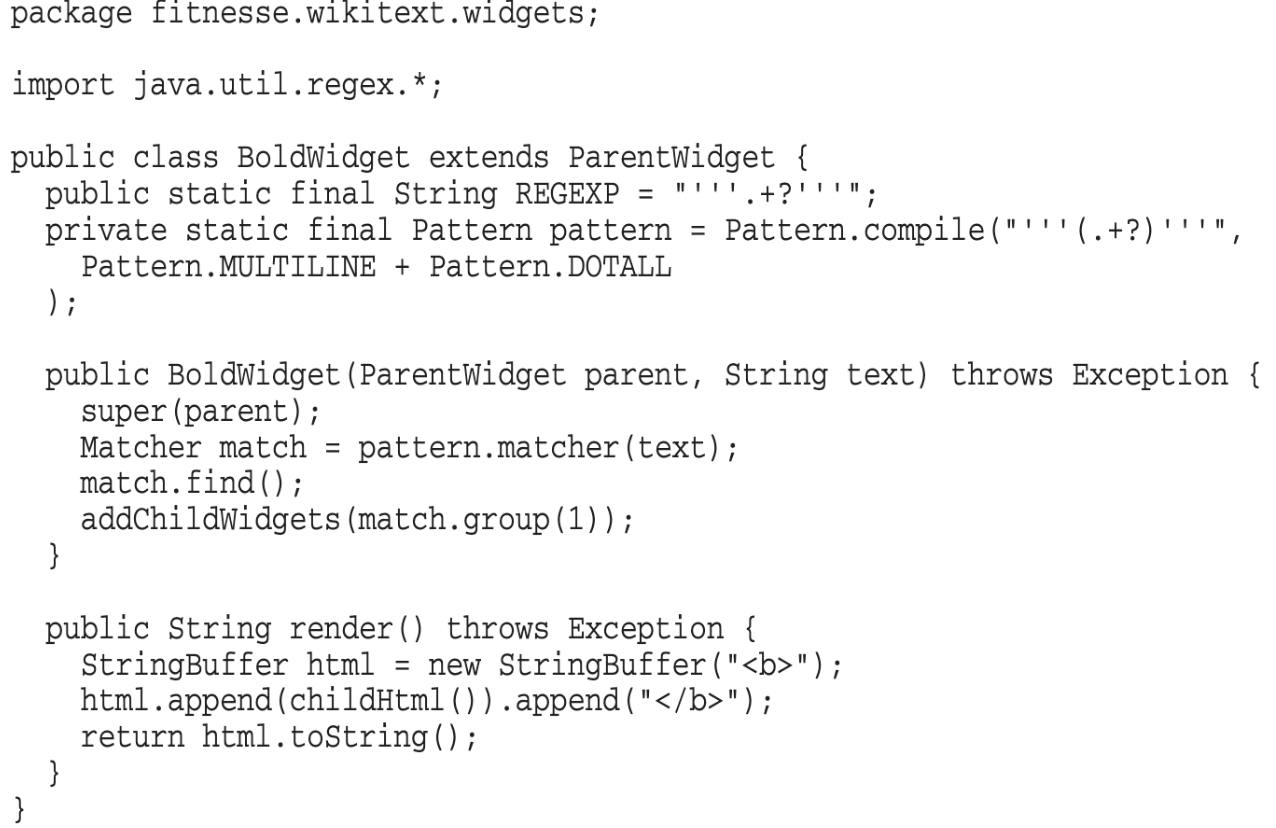 package fitnesse.wikitext.widgets;
import java.util.regex.*;
public class BoldWidget extends ParentWidget {
public static final String REGEXP = "'''.+?'''";
private static final Pattern pattern = Pattern.compile("'''(.+?)'''",
Pattern.MULTILINE + Pattern.DOTALL
);
public BoldWidget(ParentWidget parent, String text) throws Exception {
super(parent);
Matcher match = pattern.matcher(text);
match.find();
addChildWidgets(match.group(1));
}
public String render() throws Exception {
StringBuffer html = new StringBuffer("<b>");
html.append(childHtml()).append("</b>");
return html.toString();
}
}